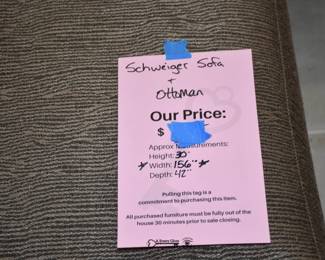 Schweiger Sofa
+
Ottoman
Our Price:
$
Approx Measurements:
Height: 30"
* Width: 156" *
Depth: 42"
Pulling this tag is a
commitment to purchasing this item.
All purchased furniture must be fully out of the
house 30 minutes prior to sale closing.